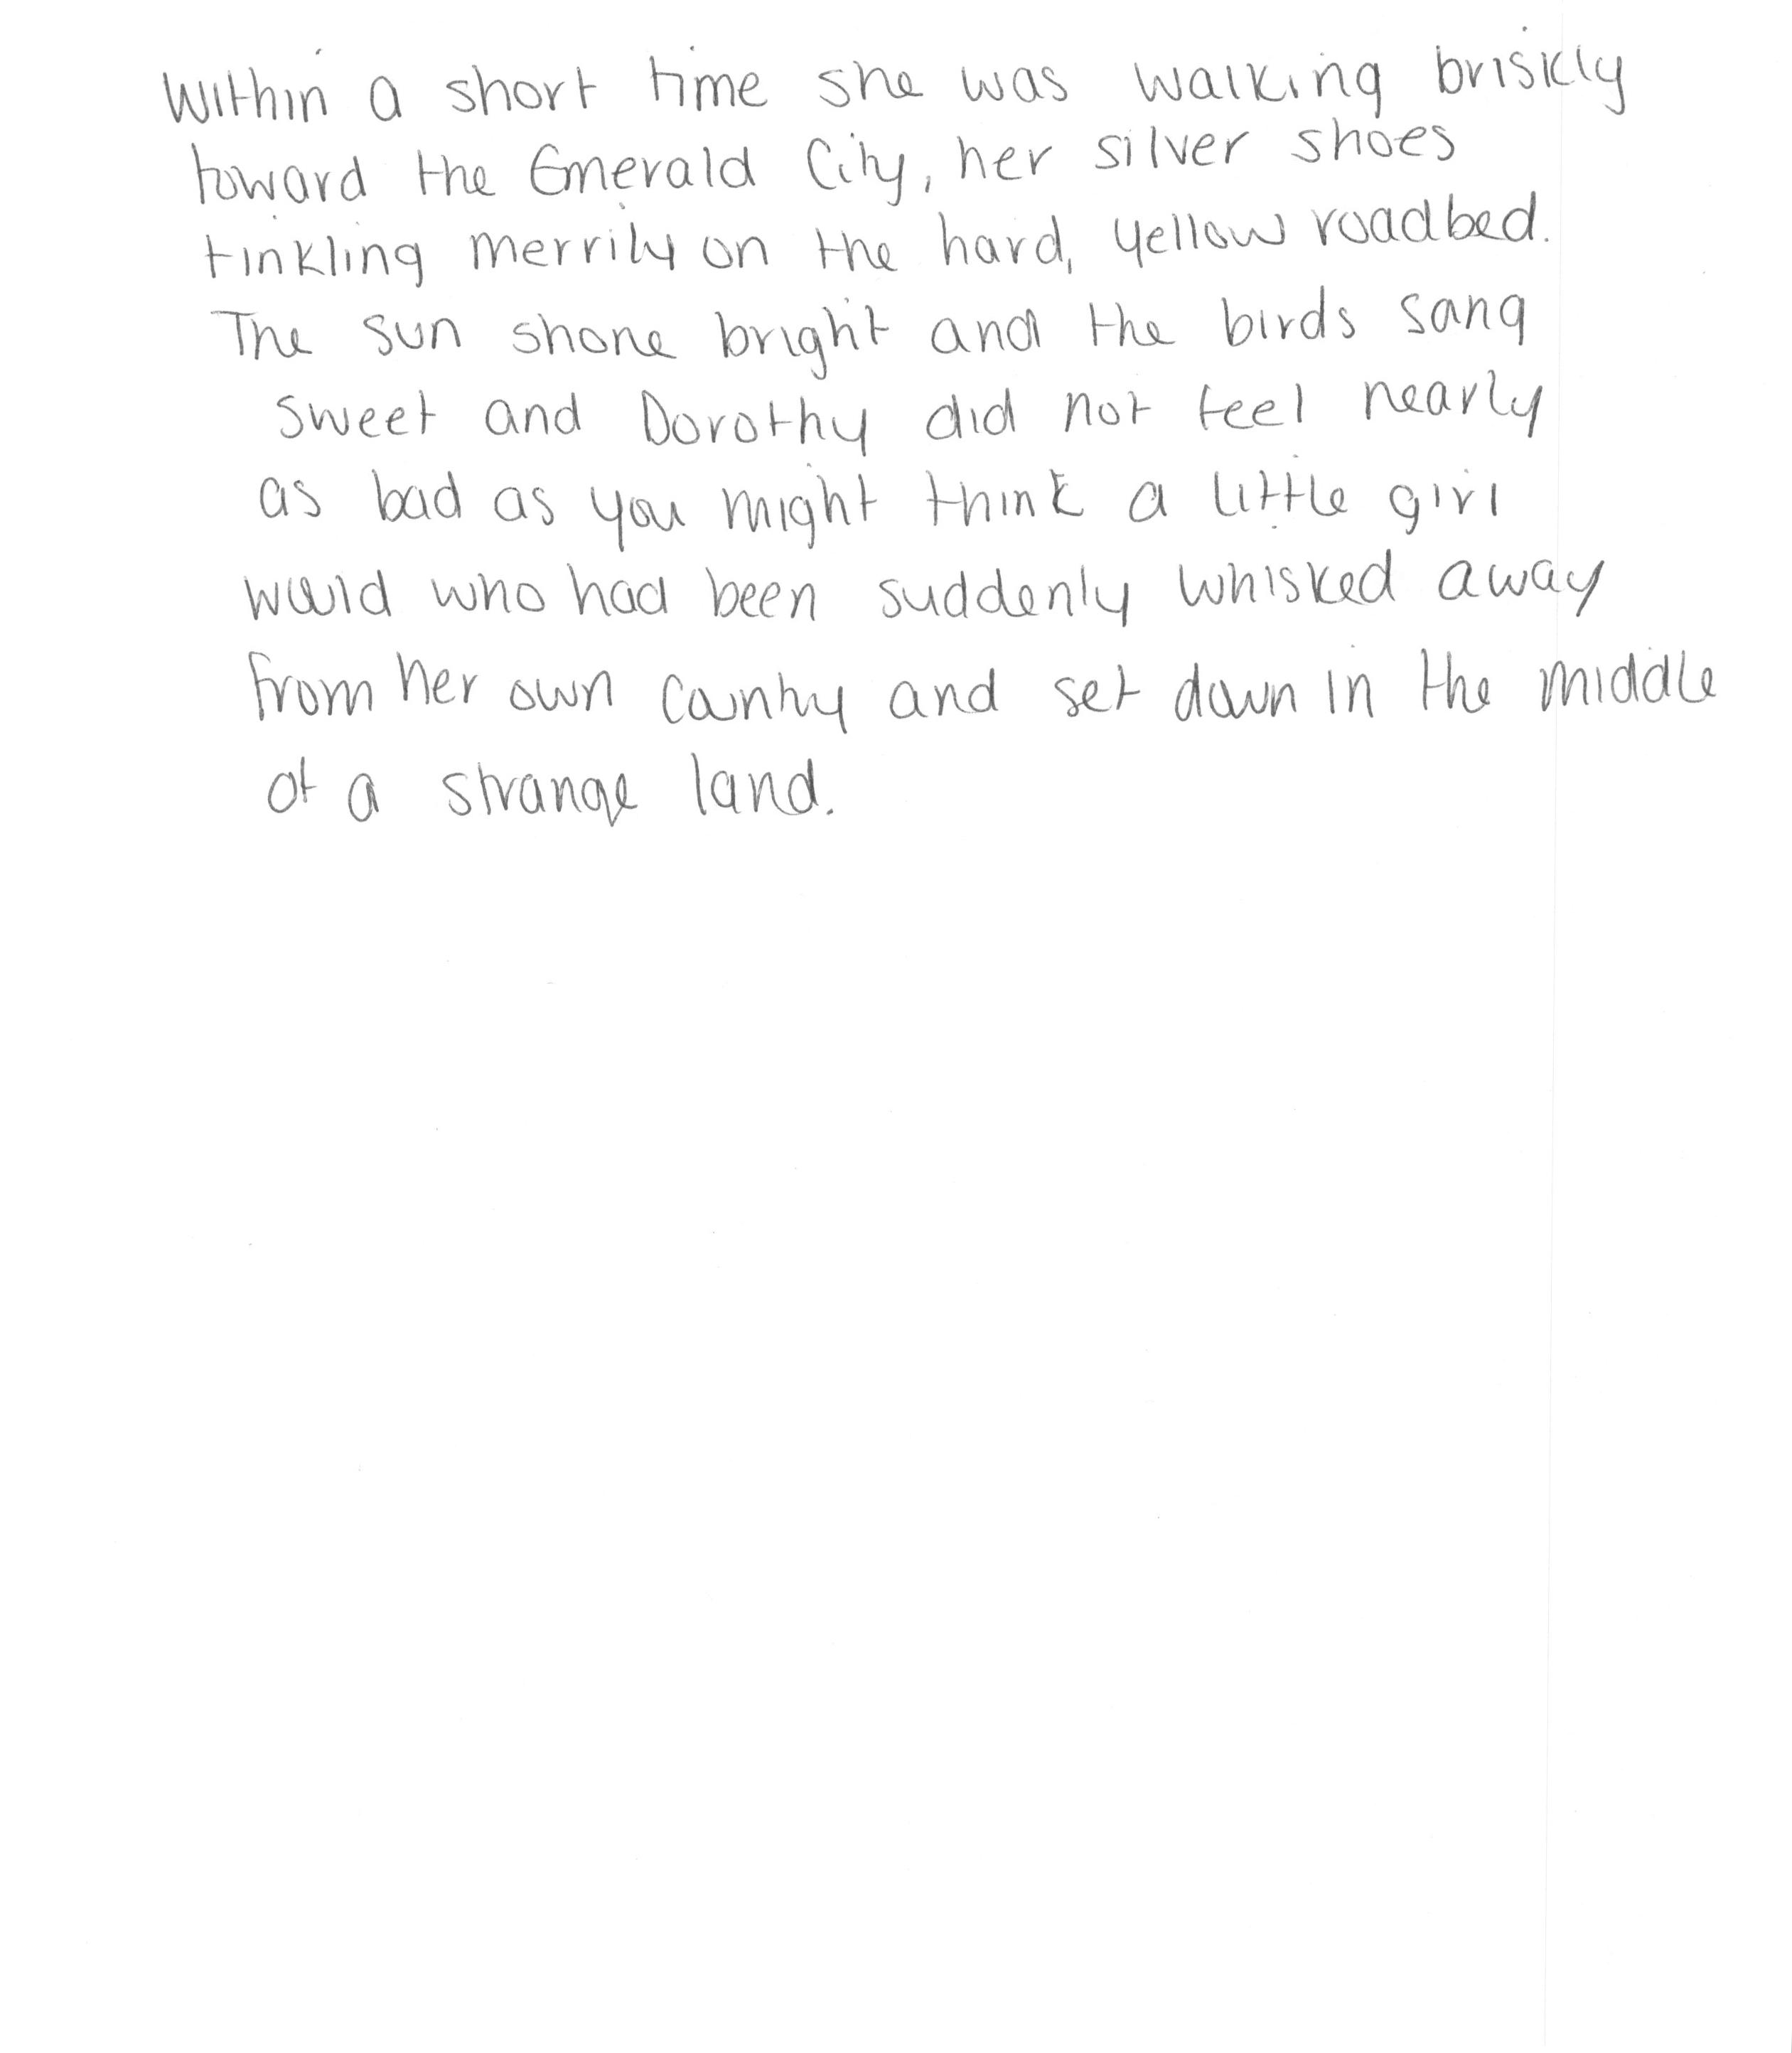 Within a short time she was walking briskly
toward the Emerald City, her silver shoes
tinkling merrily on the hard, yellow roadbed.
The sun shone bright and the birds sang
sweet and Dorothy did not feel nearly
as bad as you might think a little girl
would who had been suddenly whisked away
from her own country and set down in the middle
of a strange land.